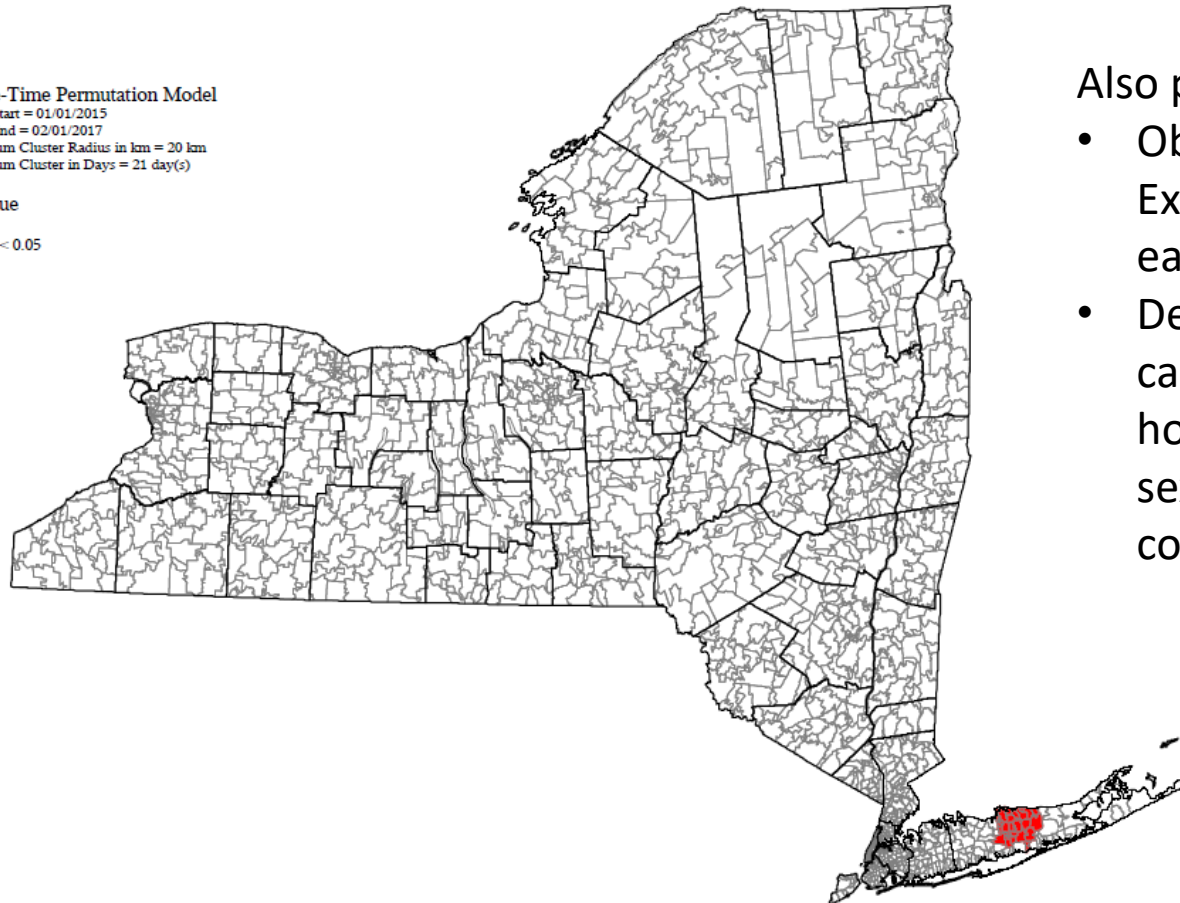 -Time Permutation Model
tart = 01/01/2015
nd = 02/01/2017
um Cluster Radius in km = 20 km
um Cluster in Days = 21 day(s)
ue
< 0.05
Also p
• Ob
Ex
ea
• De
ca
ho
se
co